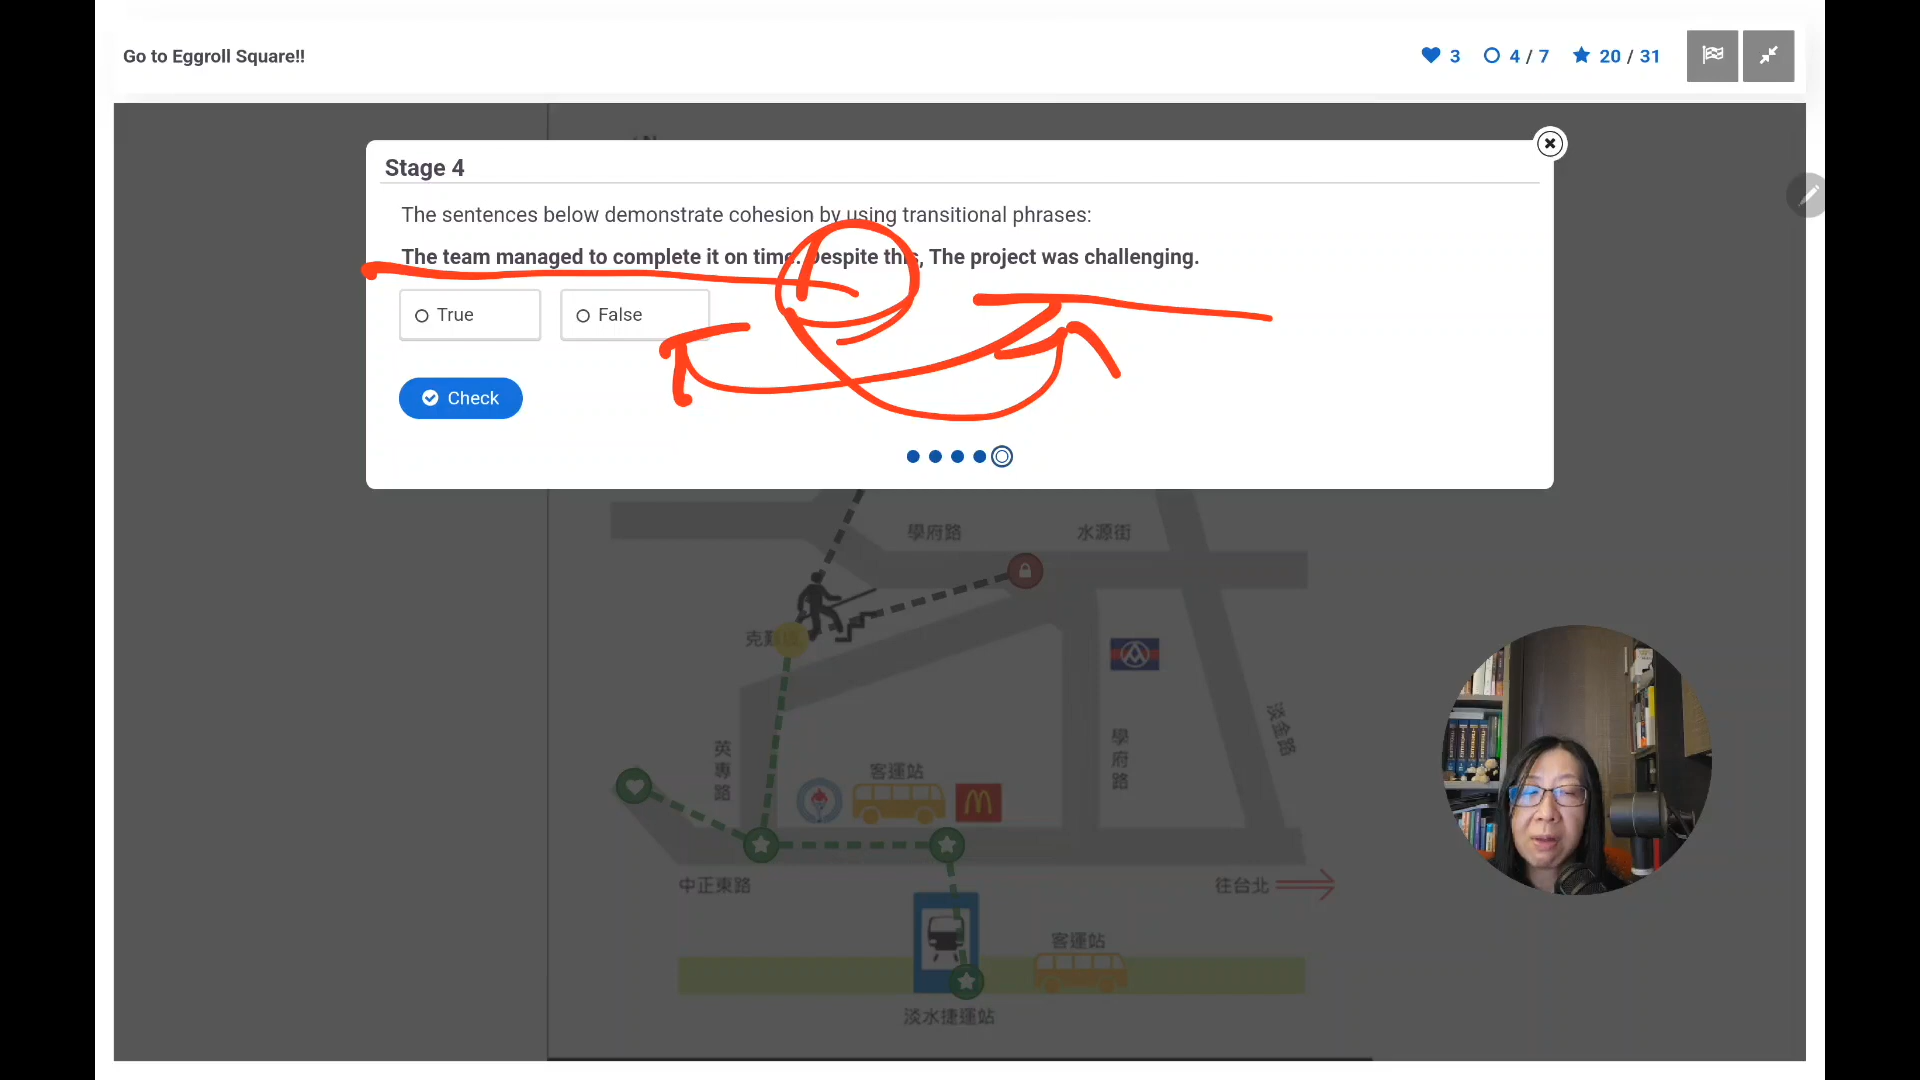 Go to Eggroll Square!!
3 4 / 7 20 / 31
Stage 4
The sentences below demonstrate cohesion by using transitional phrases:
The team managed to complete it on time. Despite this, The project was challenging.
True False
Check
學府路 水源街
英專路
客運站
學府路
淡金路
中正東路
往台北
客運站
淡水捷運站